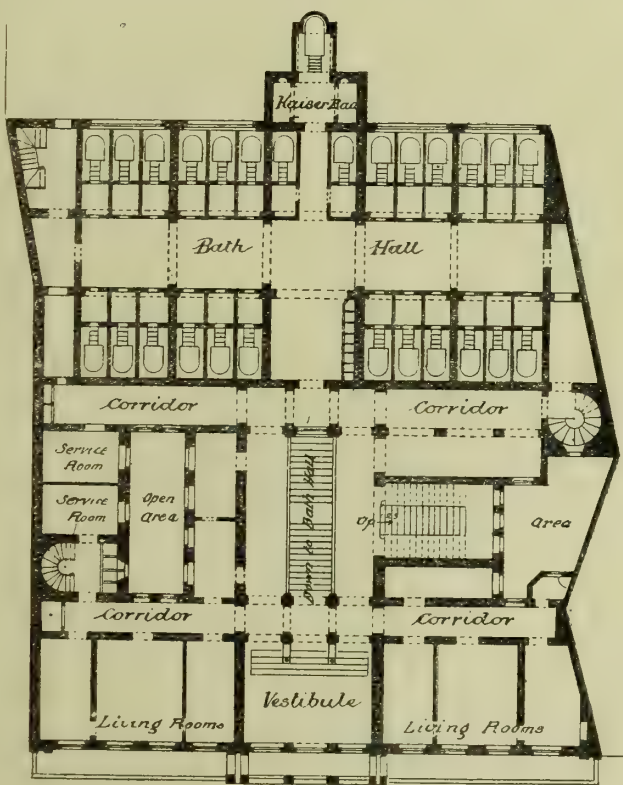 Kaiser Bad
Bath Hall
Corridor
Corridor
Service
Room
Service
Room
Open
Area
Down to Bath Hall
Up
Area
Corridor
Corridor
Vestibule
Living Rooms
Living Rooms